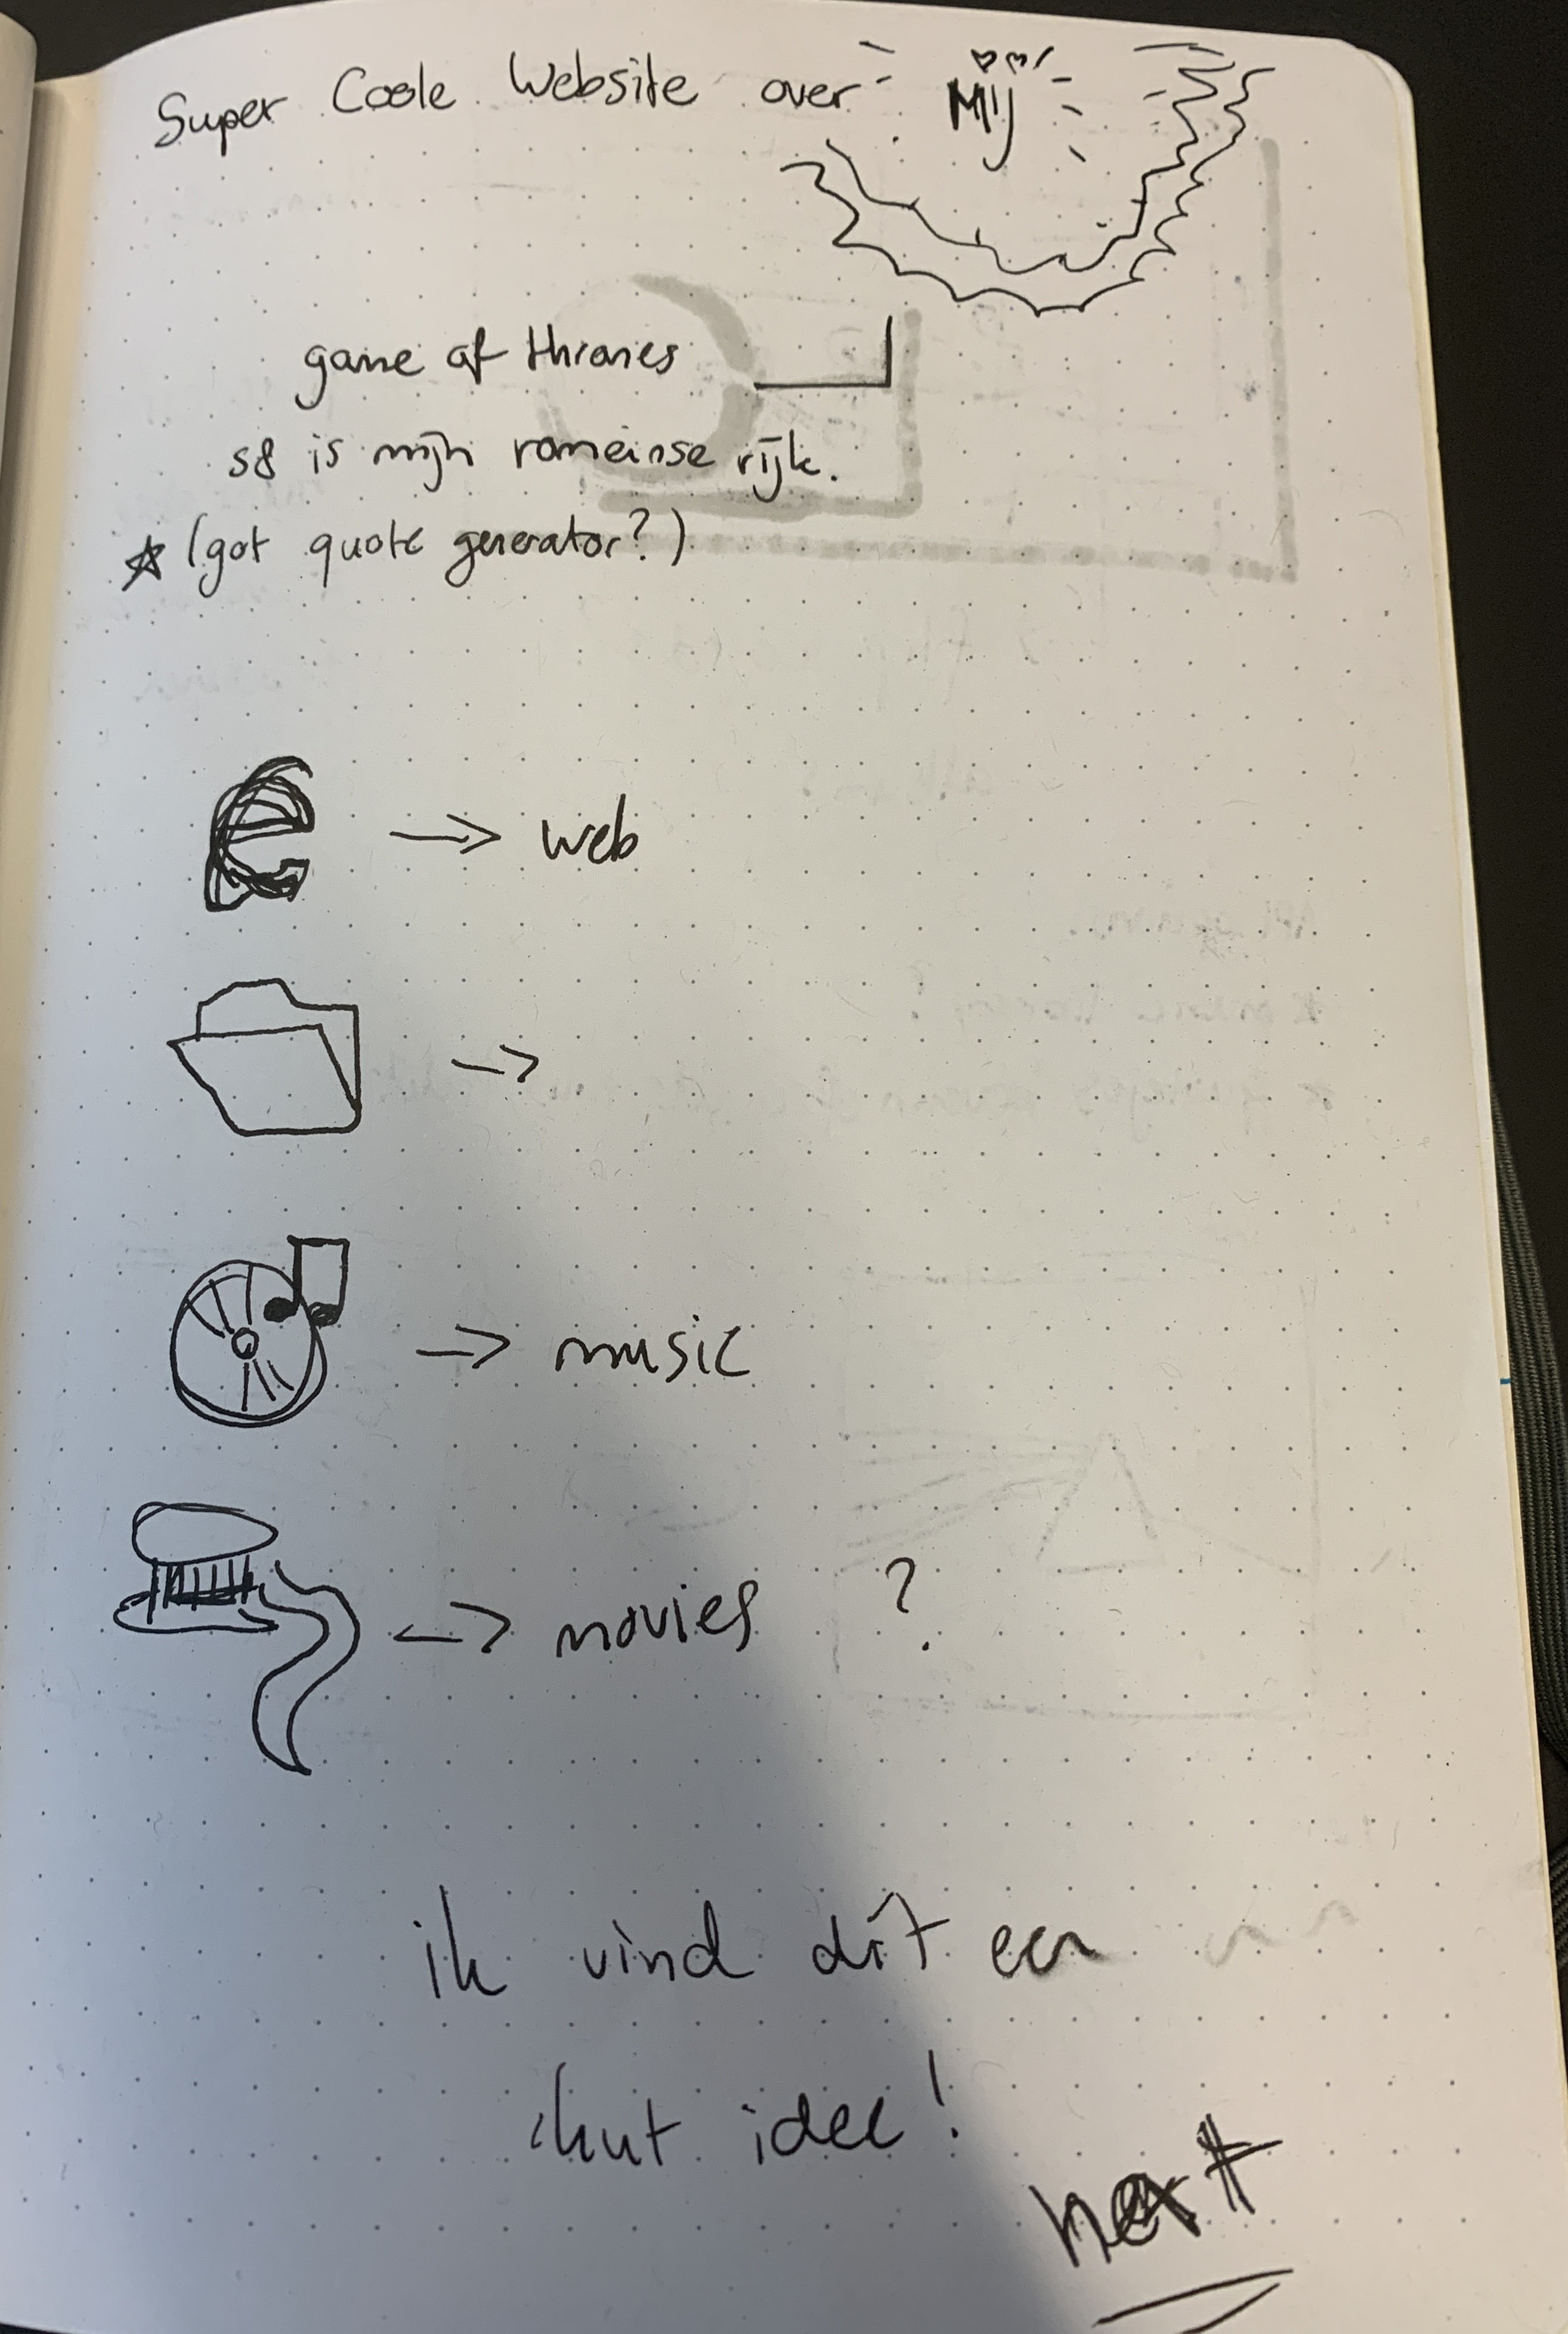 Super Coole Website over MIJ
game of thrones
s8 is mijn romeinse rijk.
(got quote generator?)
e → web
→
→ music
→ movies ?
ik vind dit een
kut idee!
next